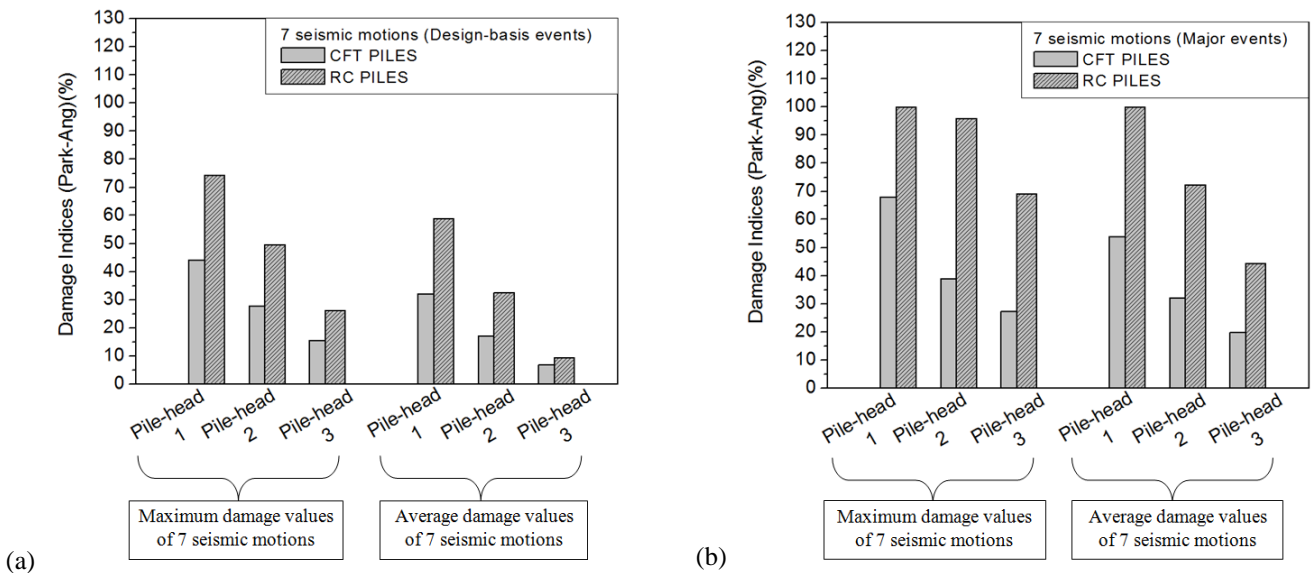 130
120
110
100
90
80
70
60
50
40
30
20
10
0
Damage Indices (Park-Ang)(%)
7 seismic motions (Design-basis events)
CFT PILES
RC PILES
Pile-head
1
Pile-head
2
Pile-head
3
Pile-head
1
Pile-head
2
Pile-head
3
Maximum damage values
of 7 seismic motions
Average damage values
of 7 seismic motions
(a)
130
120
110
100
90
80
70
60
50
40
30
20
10
0
Damage Indices (Park-Ang)(%)
7 seismic motions (Major events)
CFT PILES
RC PILES
Pile-head
1
Pile-head
2
Pile-head
3
Pile-head
1
Pile-head
2
Pile-head
3
Maximum damage values
of 7 seismic motions
Average damage values
of 7 seismic motions
(b)